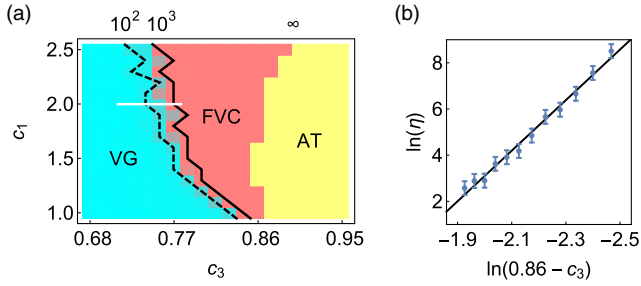 (a)
10² 10³ ∞
2.5
2.0
1.5
1.0
c₁
VG
FVC
AT
0.68 0.77 0.86 0.95
c₃
(b)
8
6
4
2
ln(η)
−1.9 −2.1 −2.3 −2.5
ln(0.86 − c₃)